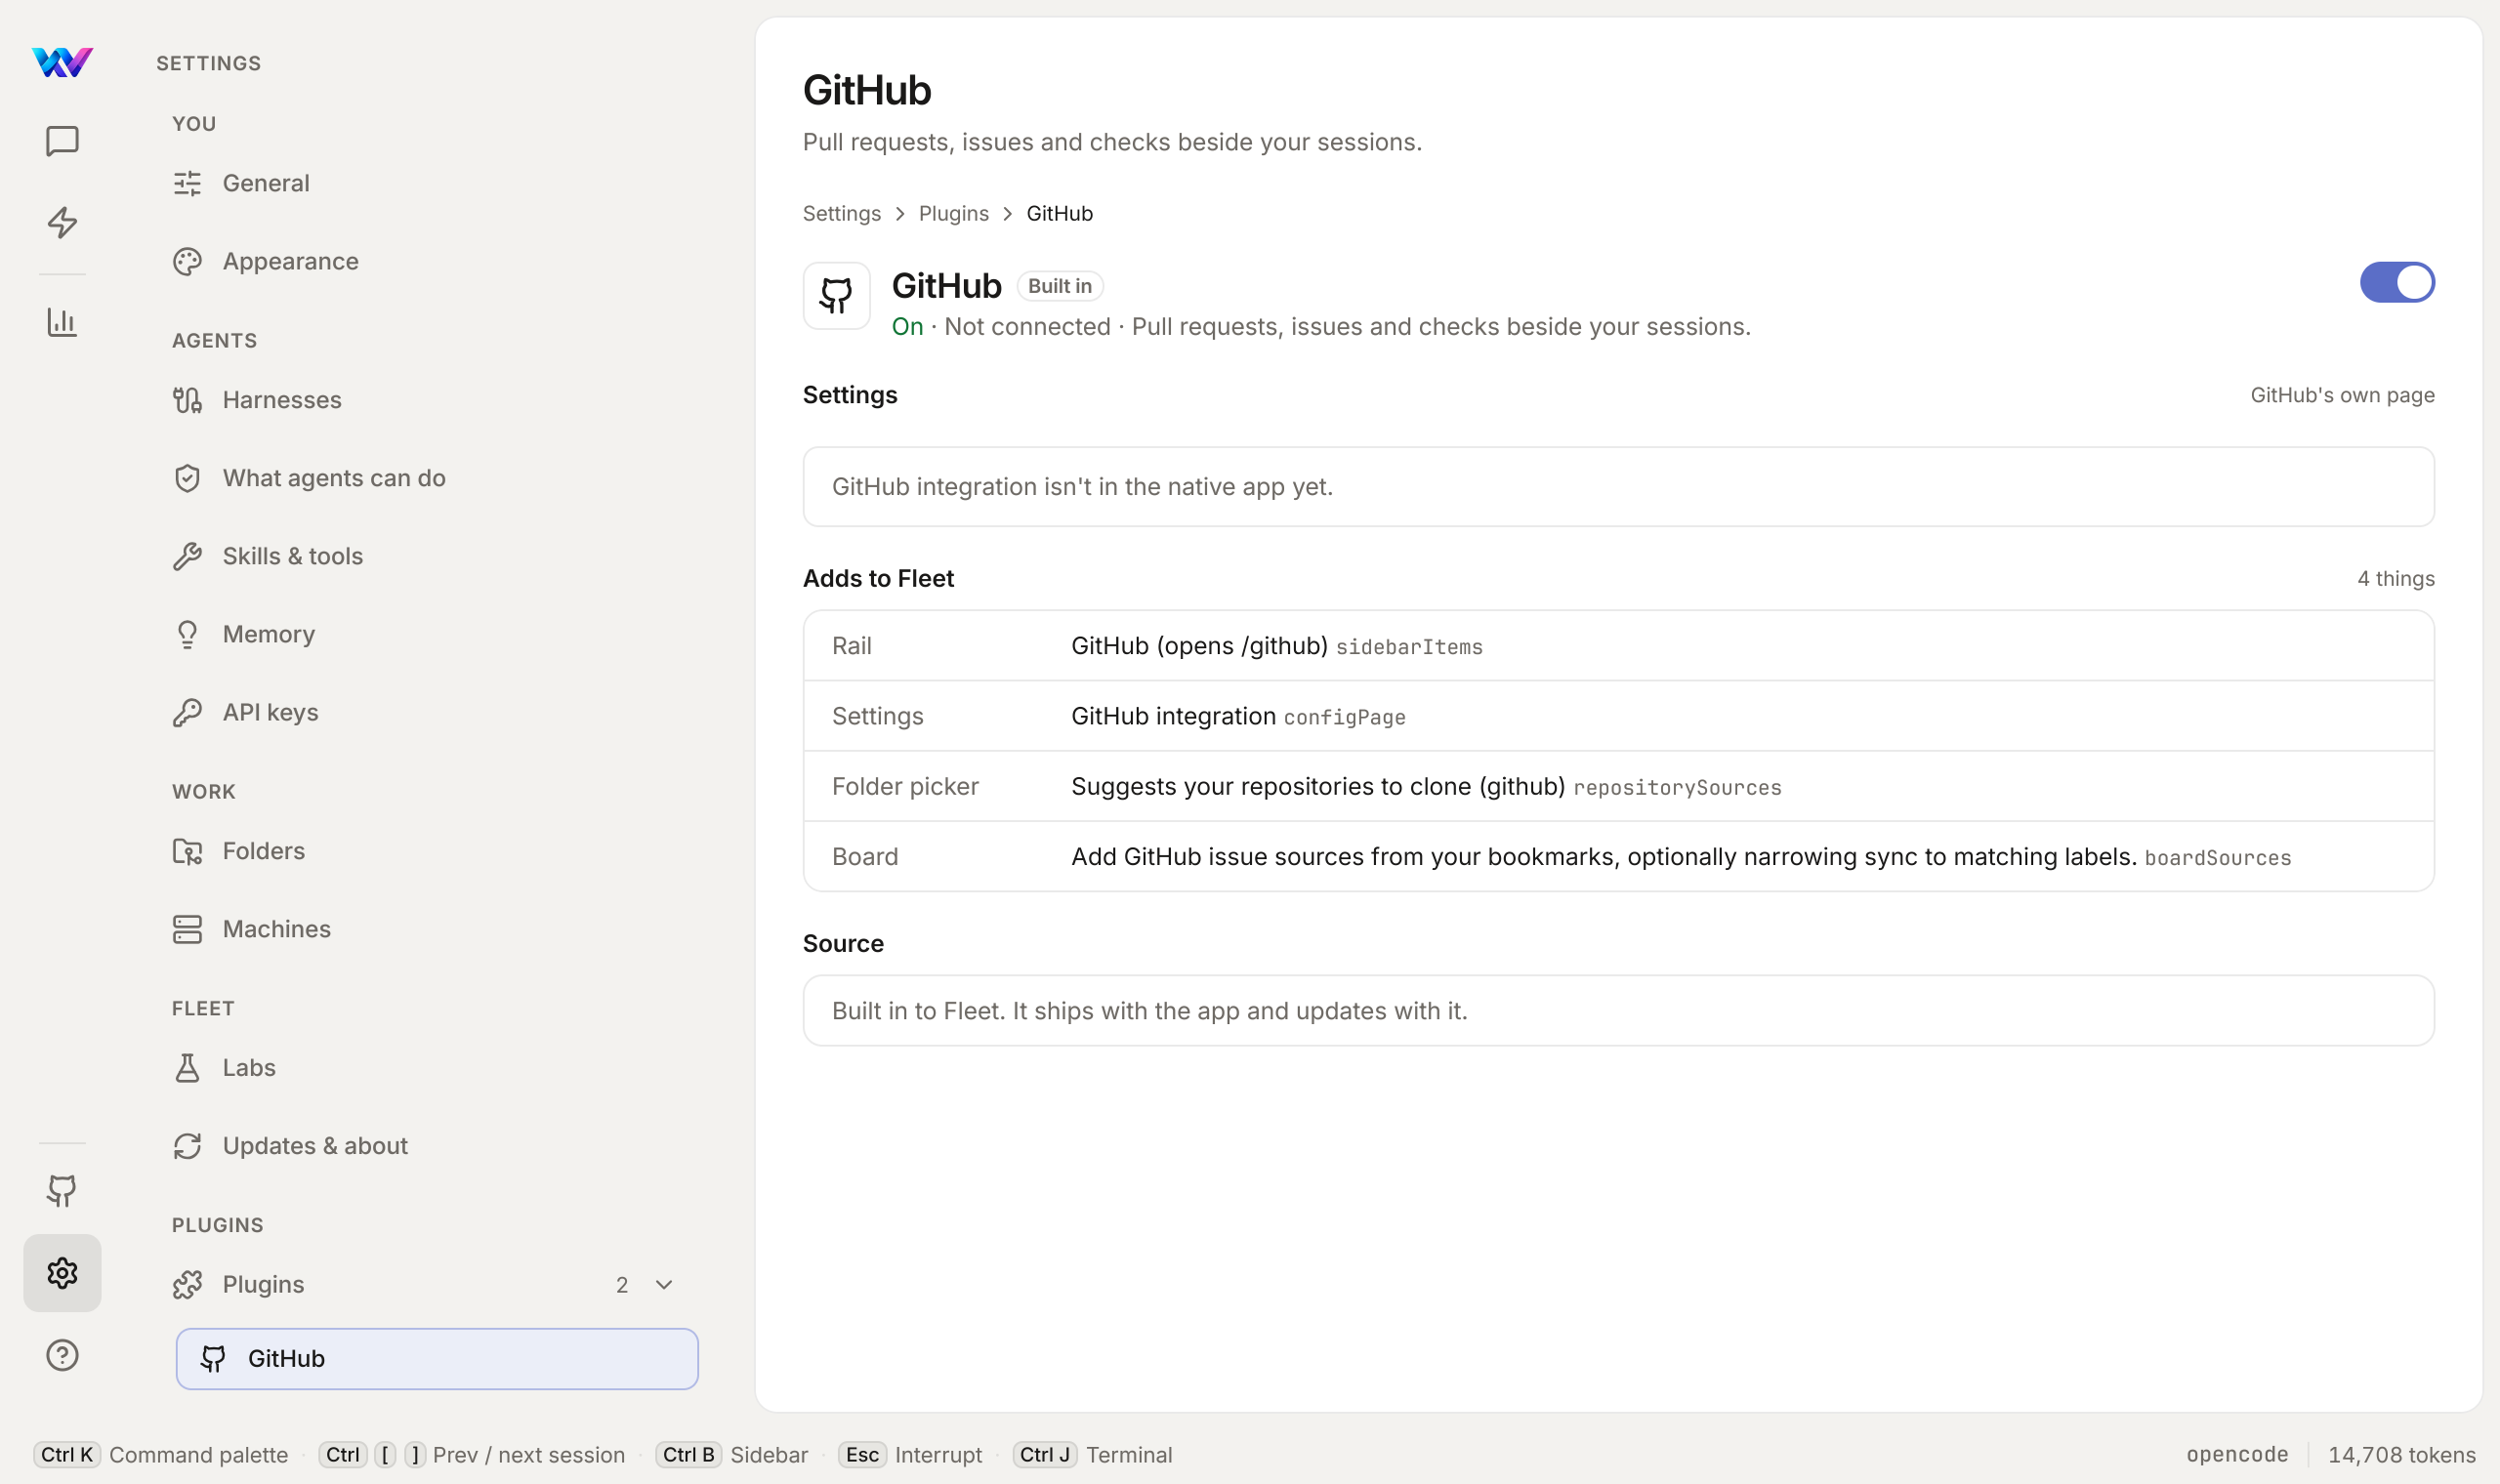 SETTINGS
YOU
General
Appearance
AGENTS
Harnesses
What agents can do
Skills & tools
Memory
API keys
WORK
Folders
Machines
FLEET
Labs
Updates & about
PLUGINS
Plugins 2
GitHub
GitHub
Pull requests, issues and checks beside your sessions.
Settings > Plugins > GitHub
GitHub Built in
On · Not connected · Pull requests, issues and checks beside your sessions.
Settings GitHub's own page
GitHub integration isn't in the native app yet.
Adds to Fleet 4 things
Rail GitHub (opens /github) sidebarItems
Settings GitHub integration configPage
Folder picker Suggests your repositories to clone (github) repositorySources
Board Add GitHub issue sources from your bookmarks, optionally narrowing sync to matching labels. boardSources
Source
Built in to Fleet. It ships with the app and updates with it.
Ctrl K Command palette · Ctrl [ ] Prev / next session · Ctrl B Sidebar · Esc Interrupt · Ctrl J Terminal opencode 14,708 tokens